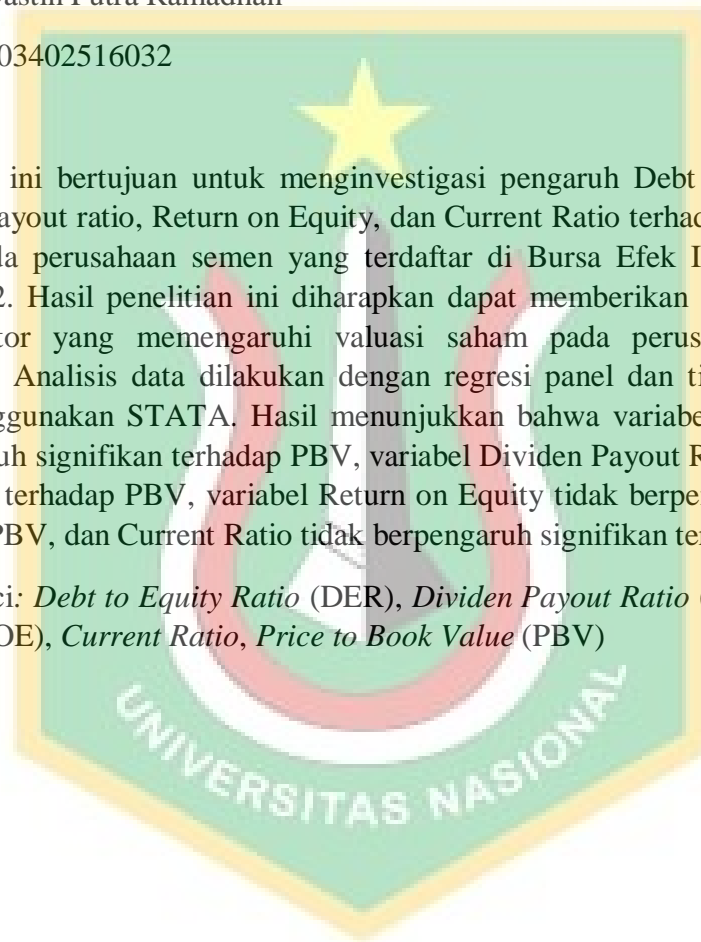 Putra Ramadhan
03402516032
ini bertujuan untuk menginvestigasi pengaruh Debt
ayout ratio, Return on Equity, dan Current Ratio terhad
la perusahaan semen yang terdaftar di Bursa Efek I
2. Hasil penelitian ini diharapkan dapat memberikan
tor yang memengaruhi valuasi saham pada perus
Analisis data dilakukan dengan regresi panel dan ti
ggunakan STATA. Hasil menunjukkan bahwa variabe
uh signifikan terhadap PBV, variabel Dividen Payout R
terhadap PBV, variabel Return on Equity tidak berpe
PBV, dan Current Ratio tidak berpengaruh signifikan te
ci: Debt to Equity Ratio (DER), Dividen Payout Ratio (
OE), Current Ratio, Price to Book Value (PBV)
UNIVERSITAS NASIONAL